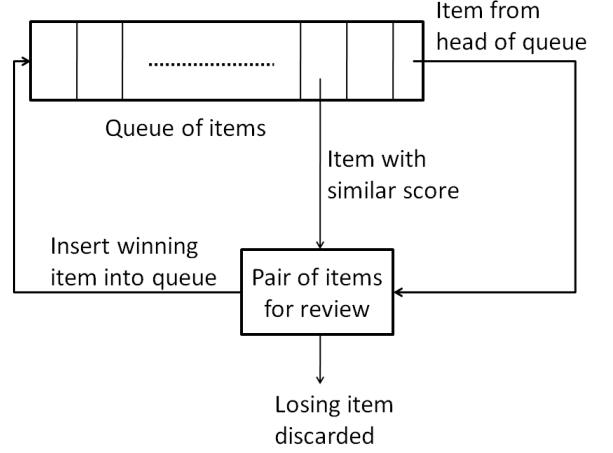 Item from
head of queue
Queue of items
Item with
similar score
Insert winning
item into queue
Pair of items
for review
Losing item
discarded